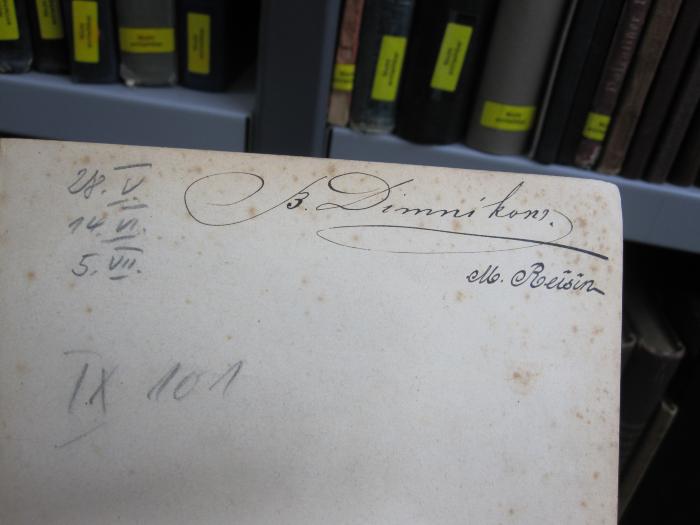 28. V.
14. VI.
5. VII.
B. Dimnikow.
M. Reisin
IX 101